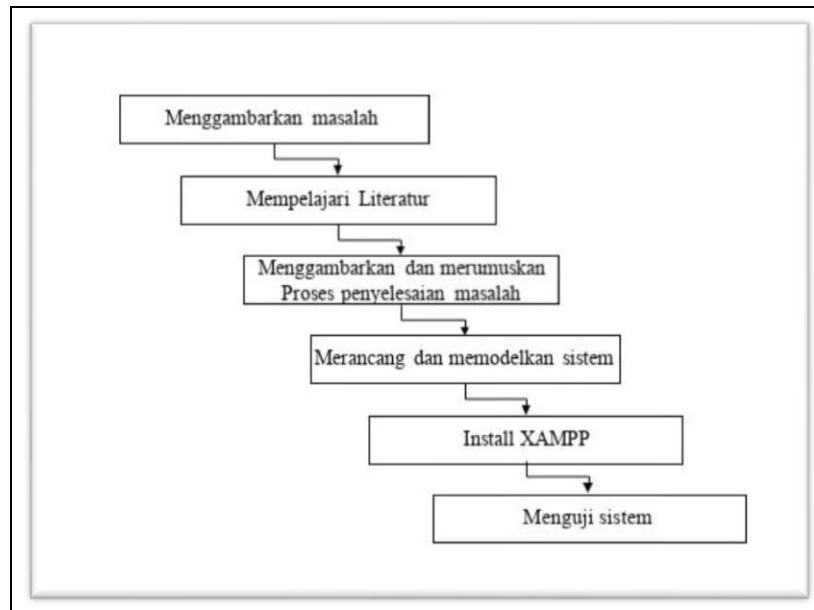 Menggambarkan masalah
Mempelajari Literatur
Menggambarkan dan merumuskan
Proses penyelesaian masalah
Merancang dan memodelkan sistem
Install XAMPP
Menguji sistem